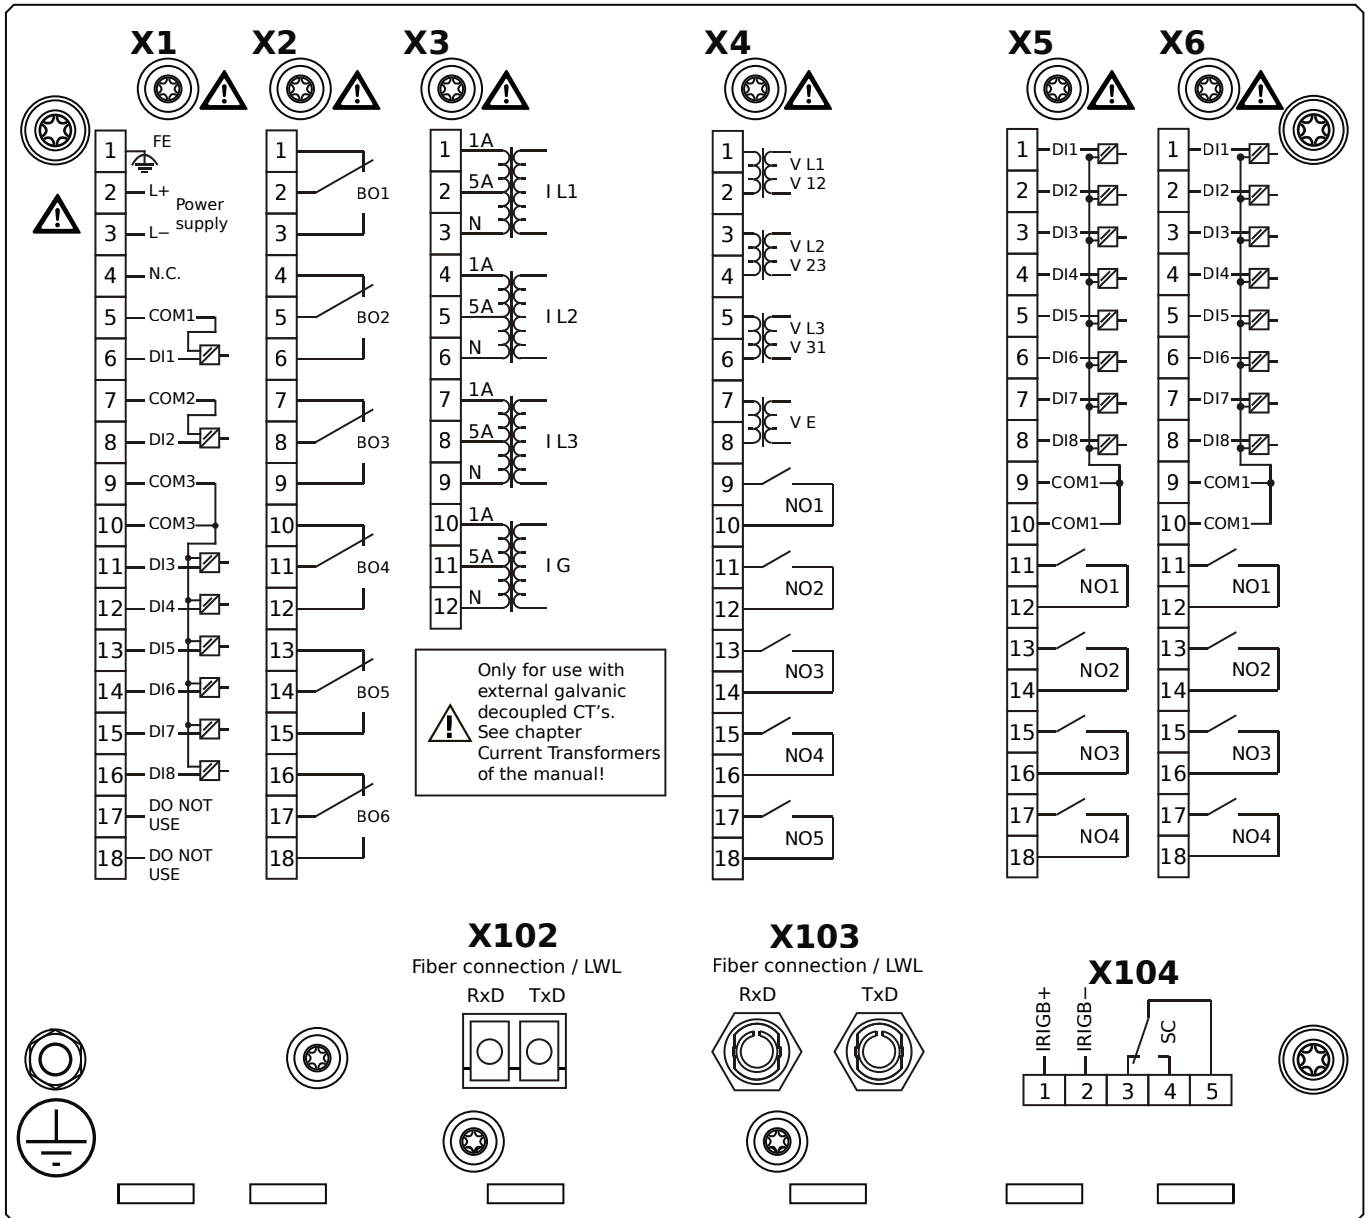 X1
1 FE
2 L+
Power
supply
3 L−
4 N.C.
5 COM1
6 DI1
7 COM2
8 DI2
9 COM3
10 COM3
11 DI3
12 DI4
13 DI5
14 DI6
15 DI7
16 DI8
17 DO NOT
USE
18 DO NOT
USE
X2
1
2 BO1
3
4
5 BO2
6
7
8 BO3
9
10
11 BO4
12
13
14 BO5
15
16
17 BO6
18
X3
1 1A
2 5A I L1
3 N
4 1A
5 5A I L2
6 N
7 1A
8 5A I L3
9 N
10 1A
11 5A I G
12 N
Only for use with
external galvanic
decoupled CT's.
See chapter
Current Transformers
of the manual!
X4
1 V L1
2 V 12
3 V L2
4 V 23
5 V L3
6 V 31
7
V E
8
9
NO1
10
11
NO2
12
13
NO3
14
15
NO4
16
17
NO5
18
X5
1 DI1
2 DI2
3 DI3
4 DI4
5 DI5
6 DI6
7 DI7
8 DI8
9 COM1
10 COM1
11
NO1
12
13
NO2
14
15
NO3
16
17
NO4
18
X6
1 DI1
2 DI2
3 DI3
4 DI4
5 DI5
6 DI6
7 DI7
8 DI8
9 COM1
10 COM1
11
NO1
12
13
NO2
14
15
NO3
16
17
NO4
18
X102
Fiber connection / LWL
RxD TxD
X103
Fiber connection / LWL
RxD TxD
X104
IRIGB+ IRIGB− SC
1 2 3 4 5